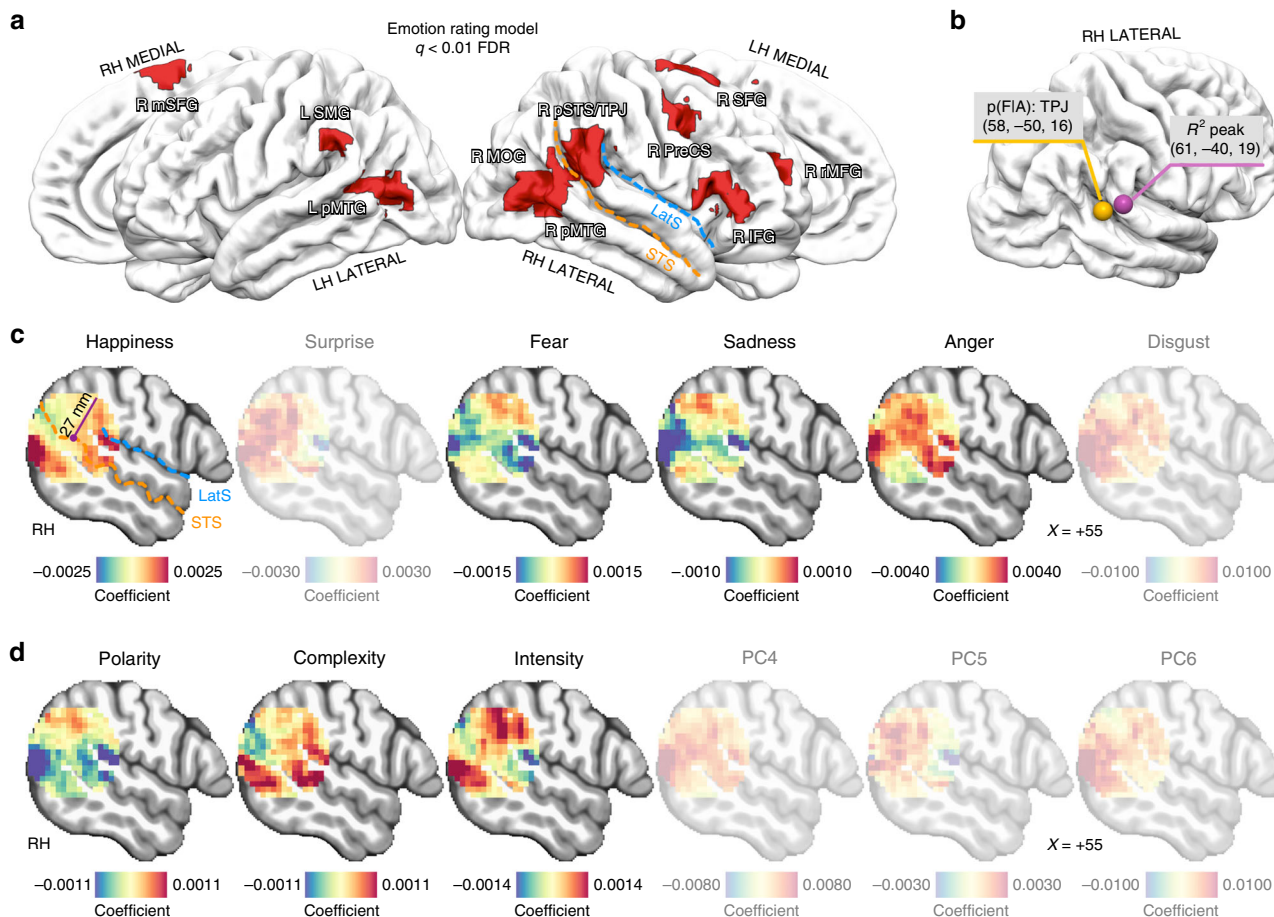 a
Emotion rating model
q < 0.01 FDR
RH MEDIAL
LH MEDIAL
R mSFG
L SMG
L pMTG
LH LATERAL
R pSTS/TPJ
R SFG
R MOG
R PreCS
R rMFG
LatS
R pMTG
R IFG
STS
RH LATERAL
b
RH LATERAL
p(F|A): TPJ
(58, –50, 16)
R² peak
(61, –40, 19)
c
Happiness
Surprise
Fear
Sadness
Anger
Disgust
27 mm
LatS
STS
RH
X = +55
–0.0025 0.0025
Coefficient
–0.0030 0.0030
Coefficient
–0.0015 0.0015
Coefficient
–.0010 0.0010
Coefficient
–0.0040 0.0040
Coefficient
–0.0100 0.0100
Coefficient
d
Polarity
Complexity
Intensity
PC4
PC5
PC6
RH
X = +55
–0.0011 0.0011
Coefficient
–0.0011 0.0011
Coefficient
–0.0014 0.0014
Coefficient
–0.0080 0.0080
Coefficient
–0.0030 0.0030
Coefficient
–0.0100 0.0100
Coefficient